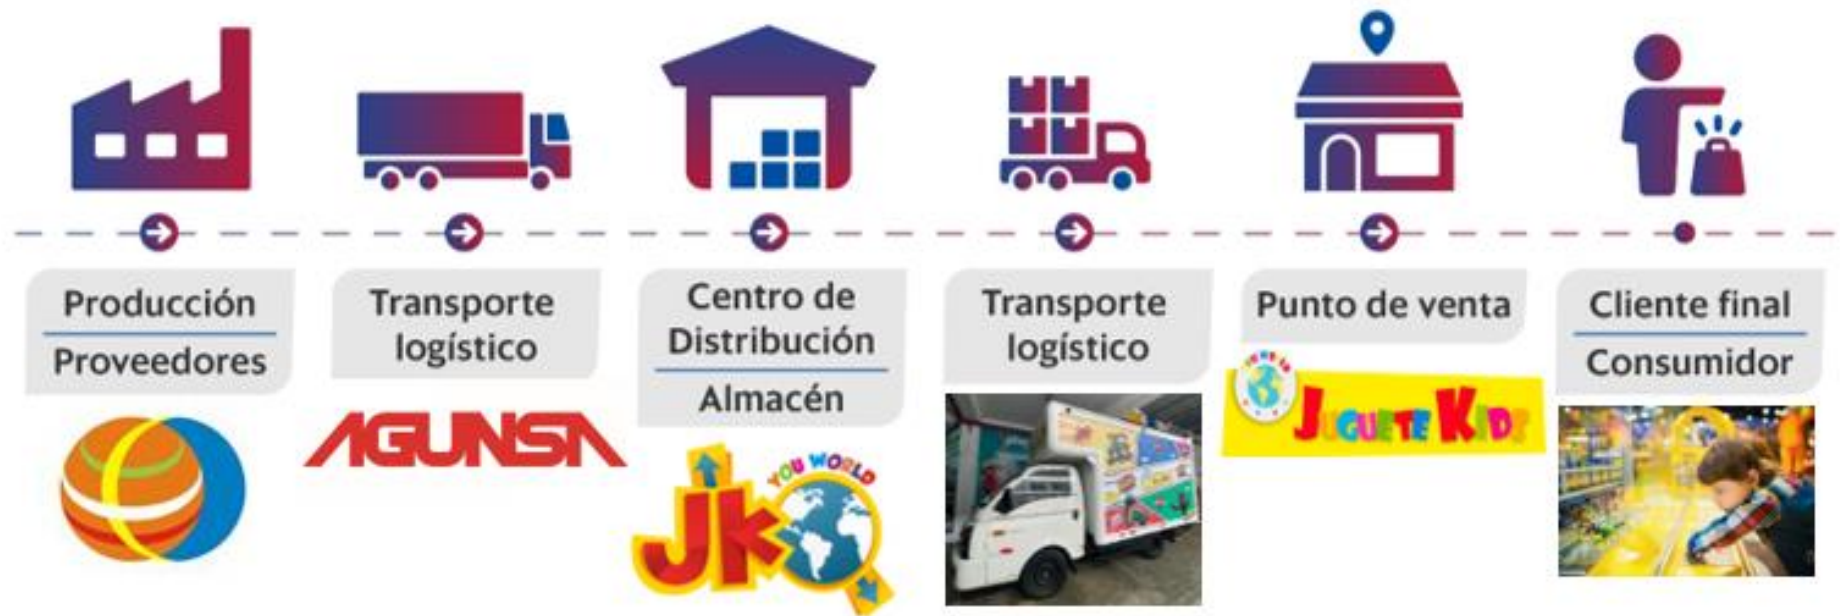 Producción
Proveedores
Transporte
logístico
Centro de
Distribución
Almacén
Transporte
logístico
Punto de venta
Cliente final
Consumidor
AGUNSA
JUGUETE KIDS
jk
YOU WORLD